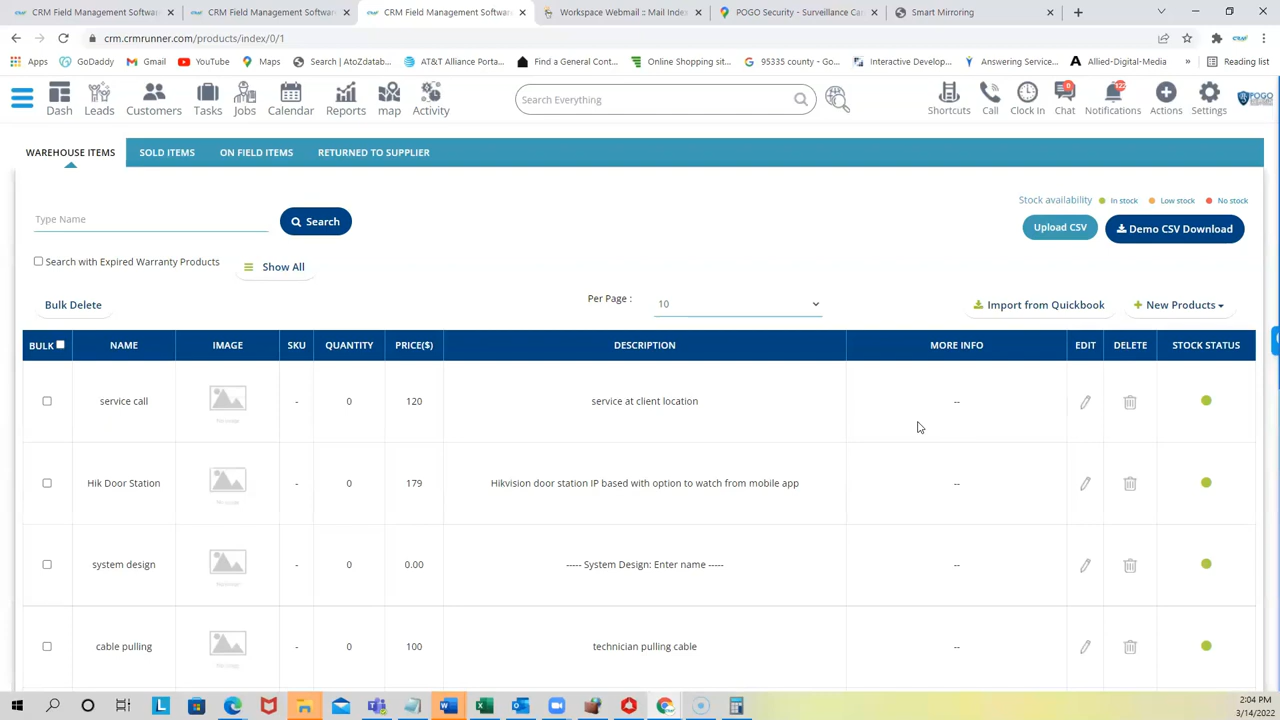 CRM Field Management Softwar
CRM Field Management Softwar
CRM Field Management Softwar
Workspace Webmail :: Mail Index
POGO Security - Surveillance Car
Smart Mirroring
crm.crmrunner.com/products/index/0/1
Apps
GoDaddy
Gmail
YouTube
Maps
Search | AtoZdatab...
AT&T Alliance Porta...
Find a General Cont...
Online Shopping sit...
95335 county - Go...
Interactive Develop...
Answering Service...
Allied-Digital-Media
»
Reading list
Dash
Leads
Customers
Tasks
Jobs
Calendar
Reports
map
Activity
Search Everything
Shortcuts
Call
Clock In
0
Chat
122
Notifications
Actions
Settings
POGO
WAREHOUSE ITEMS
SOLD ITEMS
ON FIELD ITEMS
RETURNED TO SUPPLIER
Type Name
Search
Stock availability
In stock
Low stock
No stock
Upload CSV
Demo CSV Download
Search with Expired Warranty Products
Show All
Bulk Delete
Per Page :
10
Import from Quickbook
New Products
BULK NAME IMAGE SKU QUANTITY PRICE($) DESCRIPTION MORE INFO EDIT DELETE STOCK STATUS
service call - 0 120 service at client location --
Hik Door Station - 0 179 Hikvision door station IP based with option to watch from mobile app --
system design - 0 0.00 ----- System Design: Enter name ----- --
cable pulling - 0 100 technician pulling cable --
2:04 PM
3/14/2022